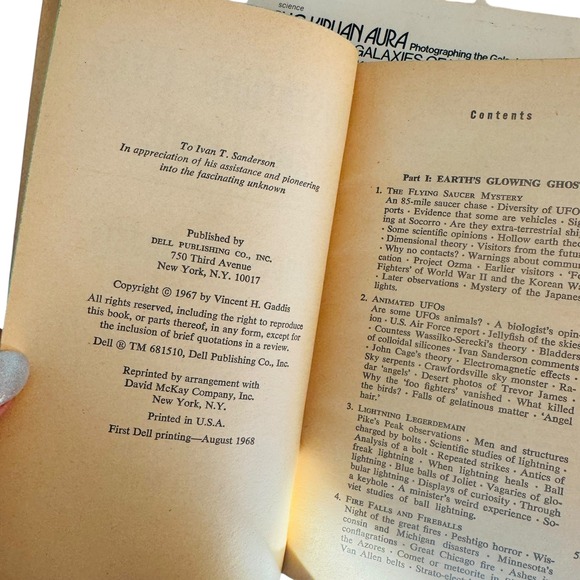 science
KIRLIAN AURA
Photographing the
GALAXIES OF
To Ivan T. Sanderson
In appreciation of his assistance and pioneering
into the fascinating unknown
Published by
DELL PUBLISHING CO., INC.
750 Third Avenue
New York, N.Y. 10017
Copyright © 1967 by Vincent H. Gaddis
All rights reserved, including the right to reproduce
this book, or parts thereof, in any form, except for
the inclusion of brief quotations in a review.
Dell ® TM 681510, Dell Publishing Co., Inc.
Reprinted by arrangement with
David McKay Company, Inc.
New York, N.Y.
Printed in U.S.A.
First Dell printing—August 1968
Contents
Part I: EARTH'S GLOWING GHOS
1. THE FLYING SAUCER MYSTERY
An 85-mile saucer chase • Diversity of UFO
ports • Evidence that some are vehicles • Sig
ing at Socorro • Are they extra-terrestrial ship
Some scientific opinions • Hollow earth theo
• Dimensional theory • Visitors from the futur
• Why no contacts? • Warnings about commu
cation • Project Ozma • Earlier visitors • 'Fo
Fighters' of World War II and the Korean Wa
• Later observations • Mystery of the Japanes
lights.
2. ANIMATED UFOS
Are some UFOs animals? • A biologist's opin-
ion • U.S. Air Force report • Jellyfish of the skies
• Countess Wassilko-Serecki's theory • Bladders
of colloidal silicones • Ivan Sanderson comments
• John Cage's theory • Electromagnetic effects •
Sky serpents • Crawfordsville sky monster • Ra-
dar 'angels' • Desert photos of Trevor James •
Why the 'foo fighters' vanished • What killed
the birds? • Falls of gelatinous matter • 'Angel
hair.'
3. LIGHTNING LEGERDEMAIN
Pike's Peak observations • Men and structures
charged by bolts • Scientific studies of lightning •
Analysis of a bolt • Repeated strikes • Antics of
freak lightning • When lightning heals • Ball
lightning • Blue balls of Joliet • Vagaries of glo-
bular lightning • Displays of curiosity • Through
a keyhole • A minister's weird experience • So-
viet studies of ball lightning.
4. FIRE FALLS AND FIREBALLS
Night of the great fires • Peshtigo horror • Wis-
consin and Michigan disasters • Minnesota's
conflagrations • Great Chicago fire • Ashes
the Azores • Comet or meteorite in
Van Allen belts •
5